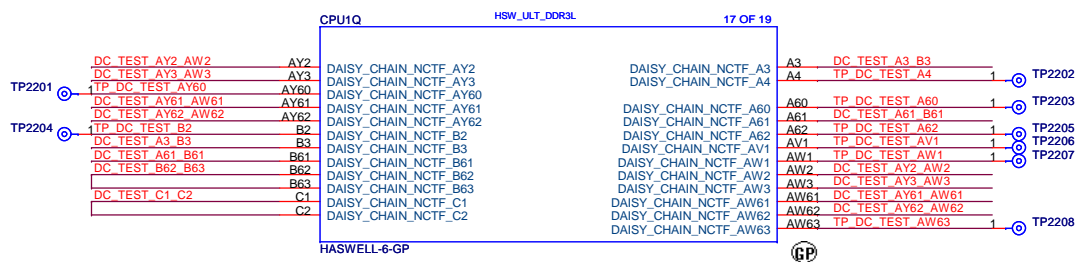 CPU1Q HSW_ULT_DDR3L 17 OF 19
DC_TEST_AY2_AW2 AY2 DAISY_CHAIN_NCTF_AY2 DAISY_CHAIN_NCTF_A3 A3 DC_TEST_A3_B3
DC_TEST_AY3_AW3 AY3 DAISY_CHAIN_NCTF_AY3 DAISY_CHAIN_NCTF_A4 A4 TP_DC_TEST_A4 1 TP2202
TP2201 1 TP_DC_TEST_AY60 AY60 DAISY_CHAIN_NCTF_AY60
DC_TEST_AY61_AW61 AY61 DAISY_CHAIN_NCTF_AY61 DAISY_CHAIN_NCTF_A60 A60 TP_DC_TEST_A60 1 TP2203
DC_TEST_AY62_AW62 AY62 DAISY_CHAIN_NCTF_AY62 DAISY_CHAIN_NCTF_A61 A61 DC_TEST_A61_B61
TP2204 1 TP_DC_TEST_B2 B2 DAISY_CHAIN_NCTF_B2 DAISY_CHAIN_NCTF_A62 A62 TP_DC_TEST_A62 1 TP2205
DC_TEST_A3_B3 B3 DAISY_CHAIN_NCTF_B3 DAISY_CHAIN_NCTF_AV1 AV1 TP_DC_TEST_AV1 1 TP2206
DC_TEST_A61_B61 B61 DAISY_CHAIN_NCTF_B61 DAISY_CHAIN_NCTF_AW1 AW1 TP_DC_TEST_AW1 1 TP2207
DC_TEST_B62_B63 B62 DAISY_CHAIN_NCTF_B62 DAISY_CHAIN_NCTF_AW2 AW2 DC_TEST_AY2_AW2
B63 DAISY_CHAIN_NCTF_B63 DAISY_CHAIN_NCTF_AW3 AW3 DC_TEST_AY3_AW3
DC_TEST_C1_C2 C1 DAISY_CHAIN_NCTF_C1 DAISY_CHAIN_NCTF_AW61 AW61 DC_TEST_AY61_AW61
C2 DAISY_CHAIN_NCTF_C2 DAISY_CHAIN_NCTF_AW62 AW62 DC_TEST_AY62_AW62
DAISY_CHAIN_NCTF_AW63 AW63 TP_DC_TEST_AW63 1 TP2208
HASWELL-6-GP GP